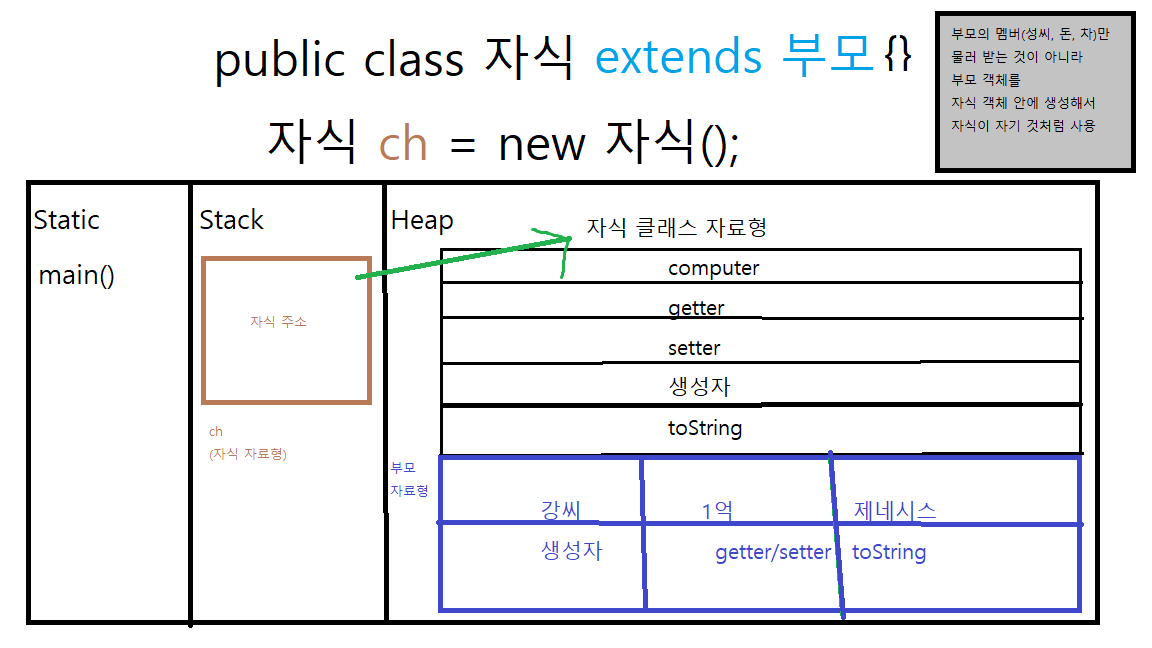 public class 자식 extends 부모 {}
자식 ch = new 자식();
부모의 멤버(성씨, 돈, 차)만
물러 받는 것이 아니라
부모 객체를
자식 객체 안에 생성해서
자식이 자기 것처럼 사용
Static
main()
Stack
자식 주소
ch
(자식 자료형)
Heap
자식 클래스 자료형
computer
getter
setter
생성자
toString
부모
자료형
강씨 1억 제네시스
생성자 getter/setter toString